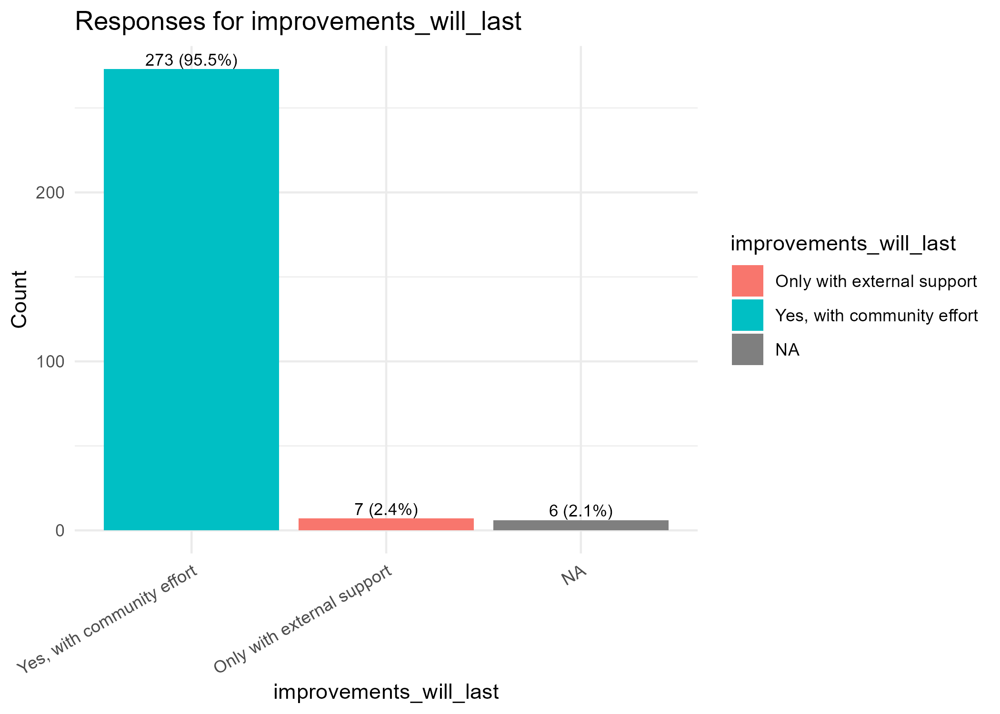 Responses for improvements_will_last
273 (95.5%)
7 (2.4%)
6 (2.1%)
200
100
0
Count
Yes, with community effort
Only with external support
NA
improvements_will_last
improvements_will_last
Only with external support
Yes, with community effort
NA